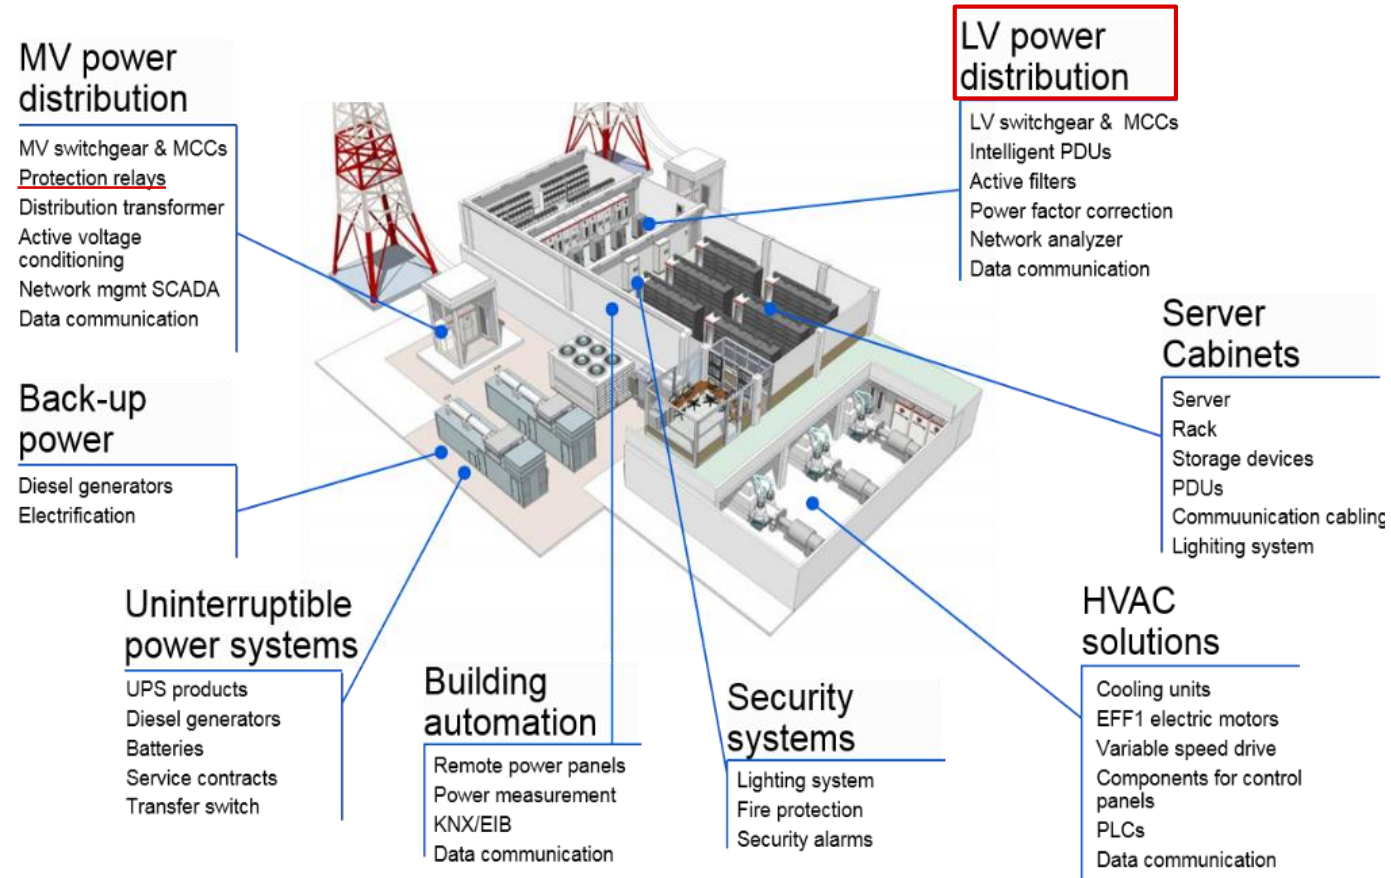 MV power
distribution
MV switchgear & MCCs
Protection relays
Distribution transformer
Active voltage
conditioning
Network mgmt SCADA
Data communication
Back-up
power
Diesel generators
Electrification
Uninterruptible
power systems
UPS products
Diesel generators
Batteries
Service contracts
Transfer switch
Building
automation
Remote power panels
Power measurement
KNX/EIB
Data communication
Security
systems
Lighting system
Fire protection
Security alarms
LV power
distribution
LV switchgear & MCCs
Intelligent PDUs
Active filters
Power factor correction
Network analyzer
Data communication
Server
Cabinets
Server
Rack
Storage devices
PDUs
Commuunication cabling
Lighiting system
HVAC
solutions
Cooling units
EFF1 electric motors
Variable speed drive
Components for control
panels
PLCs
Data communication